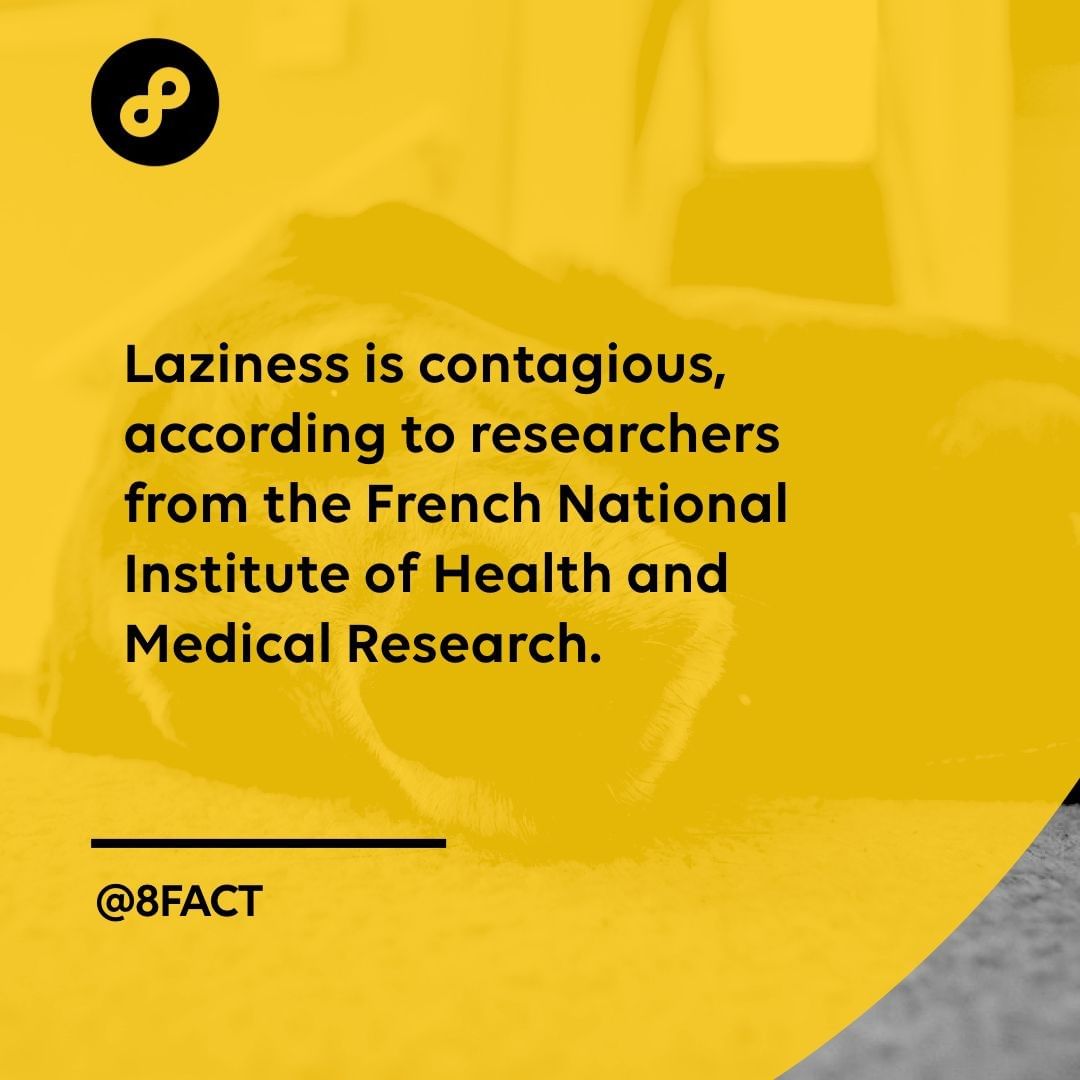 Laziness is contagious,
according to researchers
from the French National
Institute of Health and
Medical Research.
@8FACT